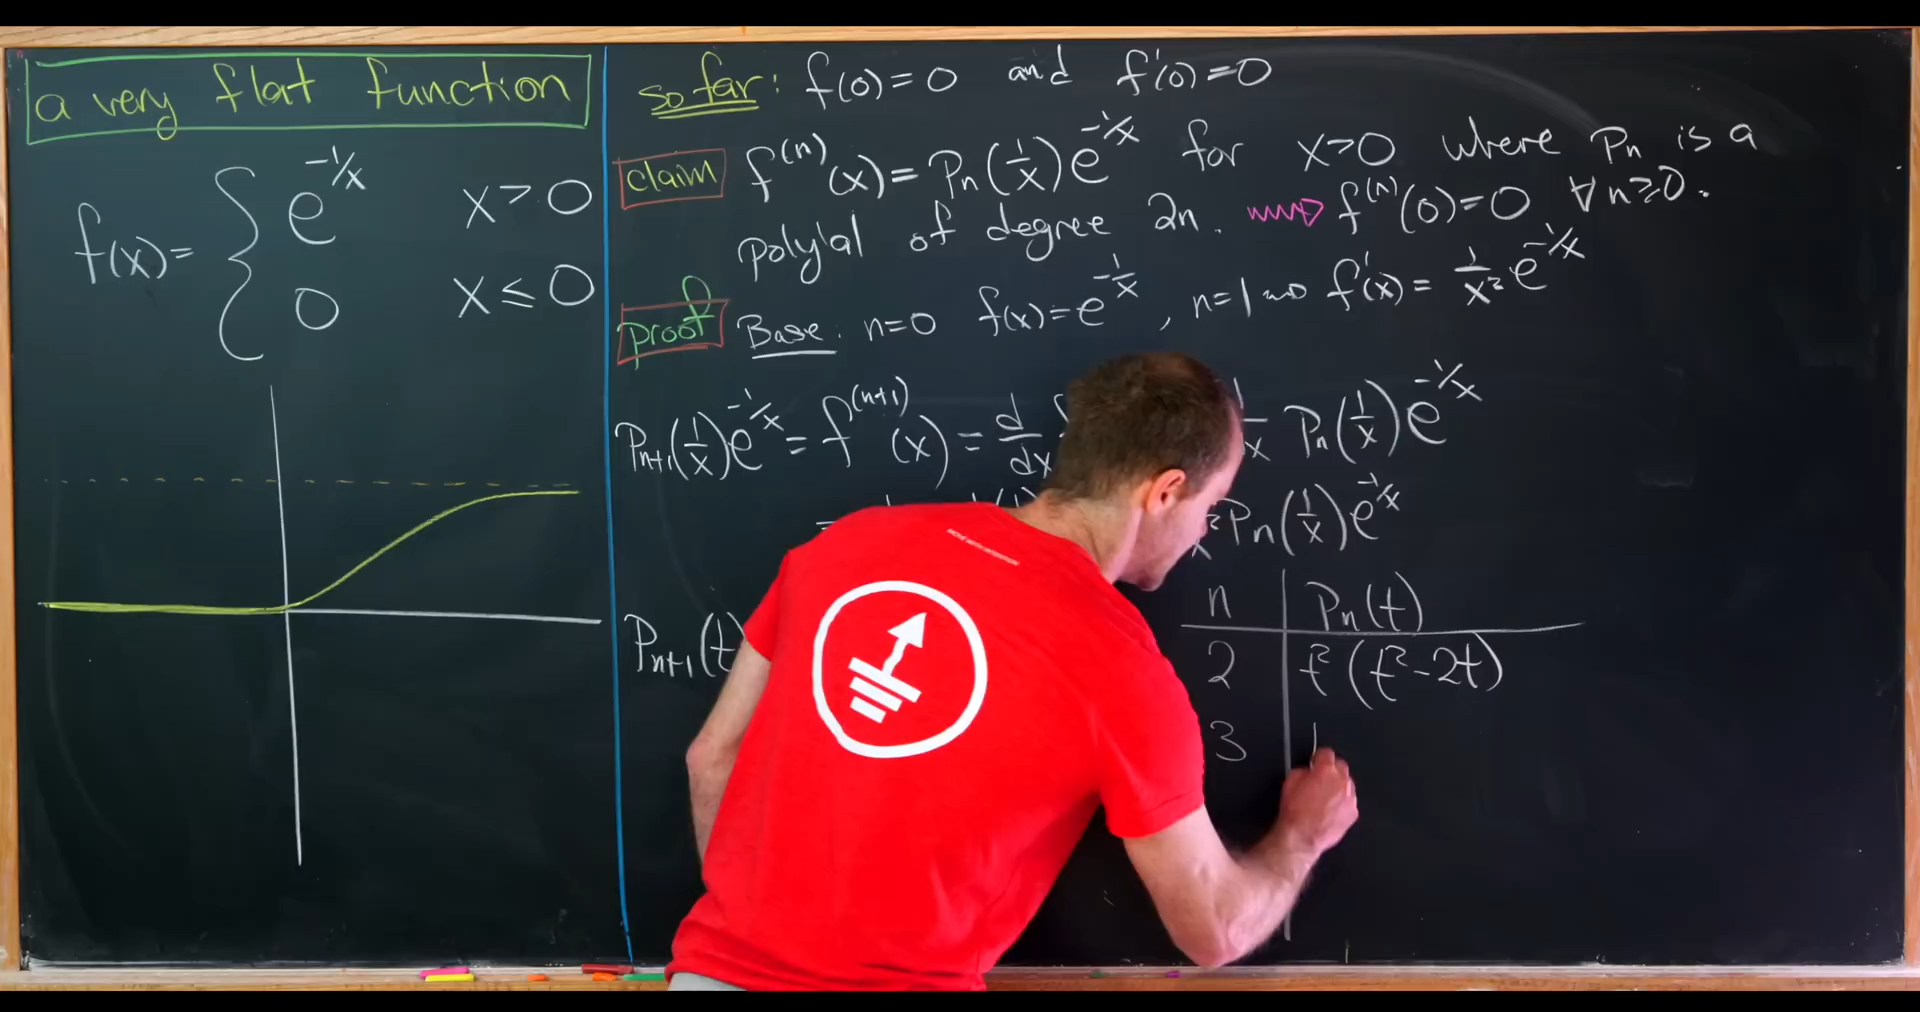 a very flat function
f(x) = { e^{-1/x} x > 0
0 x ≤ 0
so far: f(0) = 0 and f'(0) = 0
claim f^{(n)}(x) = P_n(1/x) e^{-1/x} for x > 0 where P_n is a
poly'al of degree 2n. ⟿ f^{(n)}(0) = 0 ∀ n ≥ 0.
proof Base: n = 0 f(x) = e^{-1/x}, n = 1 ⟿ f'(x) = 1/x² e^{-1/x}
P_{n+1}(1/x) e^{-1/x} = f^{(n+1)}(x) = d/dx P_n(1/x) e^{-1/x}
= P_n(1/x) e^{-1/x}
P_{n+1}(t)
n P_n(t)
2 t²(t² - 2t)
3